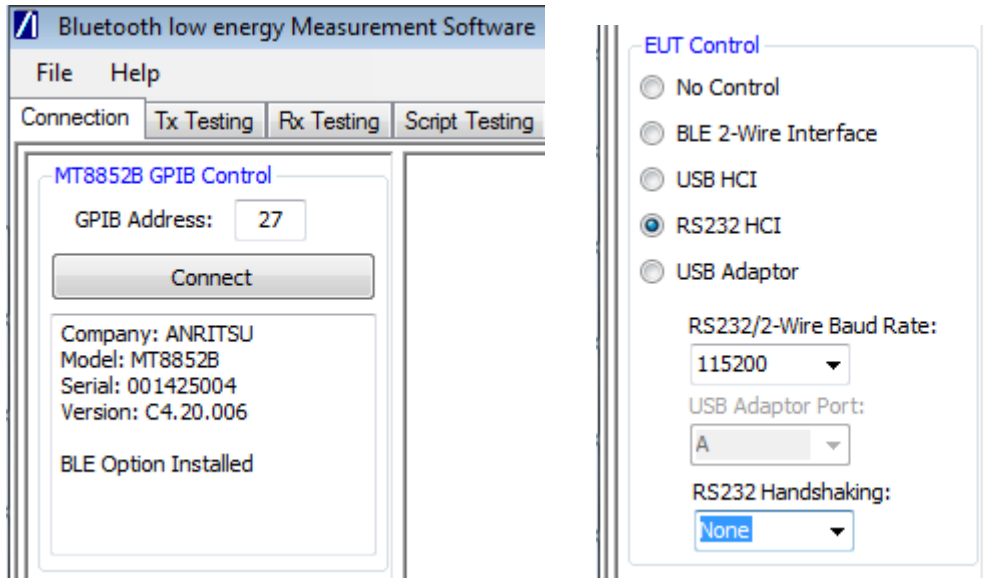 Bluetooth low energy Measurement Software
File Help
Connection Tx Testing Rx Testing Script Testing
MT8852B GPIB Control
GPIB Address: 27
Connect
Company: ANRITSU
Model: MT8852B
Serial: 001425004
Version: C4.20.006
BLE Option Installed
EUT Control
No Control
BLE 2-Wire Interface
USB HCI
RS232 HCI
USB Adaptor
RS232/2-Wire Baud Rate:
115200
USB Adaptor Port:
A
RS232 Handshaking:
None